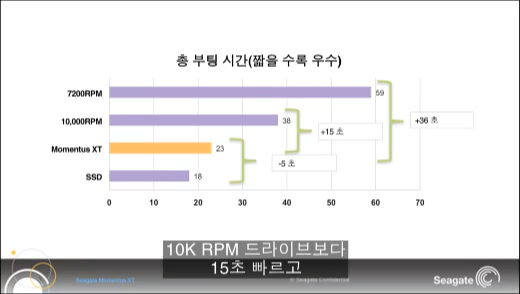 총 부팅 시간(짧을 수록 우수)
7200RPM
59
+36 초
10,000RPM
38
+15 초
Momentus XT
23
-5 초
SSD
18
0 10 20 30 40 50 60 70
10K RPM 드라이브보다
15초 빠르고
Seagate Momentus XT
© Seagate Confidential
Seagate